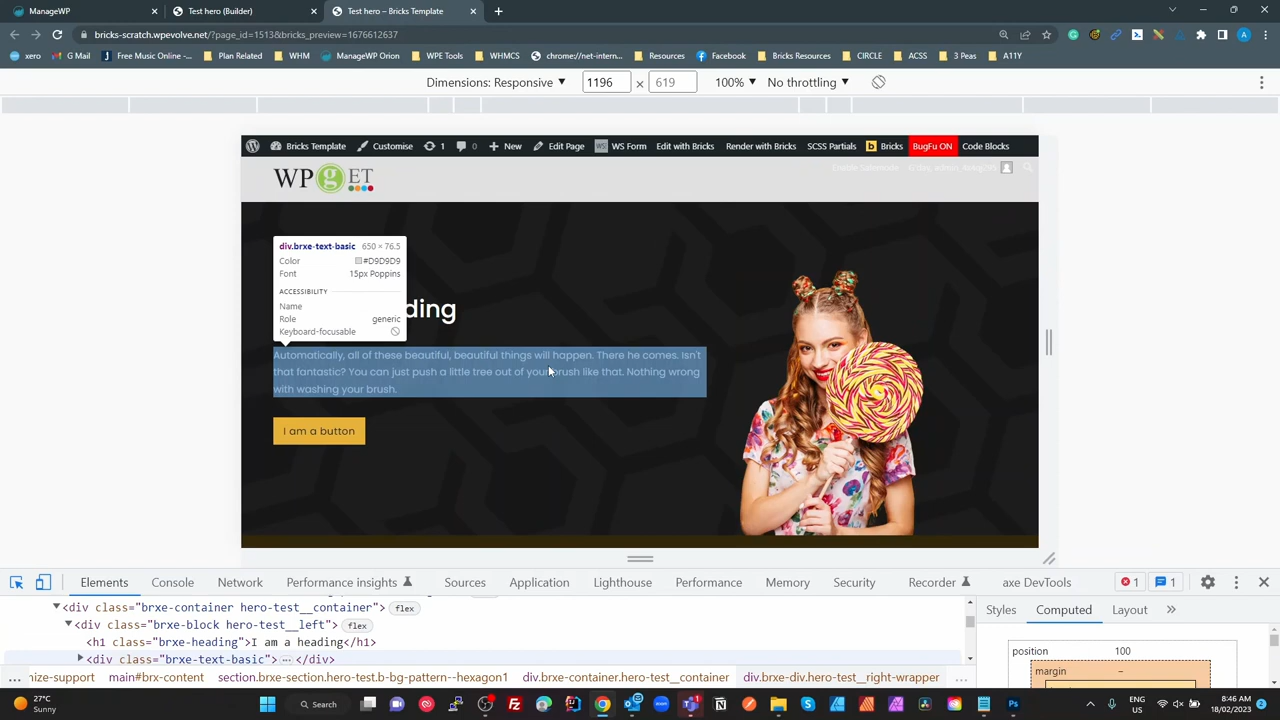 ManageWP
Test hero (Builder)
Test hero – Bricks Template
bricks-scratch.wpevolve.net/?page_id=1513&bricks_preview=1676612637
xero
G Mail
Free Music Online -...
Plan Related
WHM
ManageWP Orion
WPE Tools
WHMCS
chrome://net-intern...
Resources
Facebook
Bricks Resources
CIRCLE
ACSS
3 Peas
A11Y
Dimensions: Responsive
1196 × 619
100%
No throttling
Bricks Template
Customise
1
0
New
Edit Page
WS Form
Edit with Bricks
Render with Bricks
SCSS Partials
Bricks
BugFu ON
Code Blocks
WPgET
div.brxe-text-basic 650 × 76.5
Color #D9D9D9
Font 15px Poppins
ACCESSIBILITY
Name
Role generic
Keyboard-focusable
ding
Automatically, all of these beautiful, beautiful things will happen. There he comes. Isn't
that fantastic? You can just push a little tree out of your brush like that. Nothing wrong
with washing your brush.
I am a button
Elements
Console
Network
Performance insights
Sources
Application
Lighthouse
Performance
Memory
Security
Recorder
axe DevTools
1
1
<div class="brxe-container hero-test__container"> flex
<div class="brxe-block hero-test__left"> flex
<h1 class="brxe-heading">I am a heading</h1>
<div class="brxe-text-basic"> ... </div>
Styles
Computed
Layout
position 100
margin –
... mize-support main#brx-content section.brxe-section.hero-test.b-bg-pattern--hexagon1 div.brxe-container.hero-test__container div.brxe-div.hero-test__right-wrapper ...
27°C
Sunny
Search
ENG
US
8:46 AM
18/02/2023